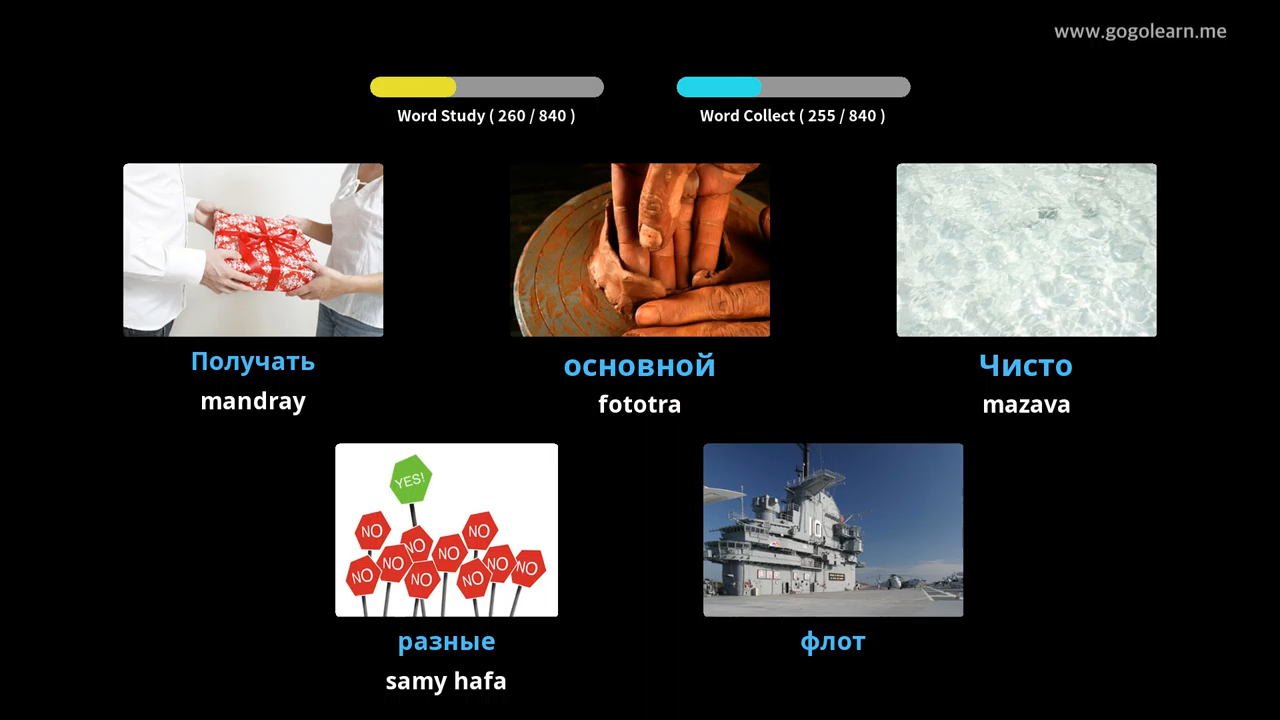 www.gogolearn.me
Word Study ( 260 / 840 )
Word Collect ( 255 / 840 )
Получать
mandray
основной
fototra
Чисто
mazava
YES!
NO
NO
NO
NO
NO
NO
NO
NO
NO
NO
10
разные
samy hafa
флот